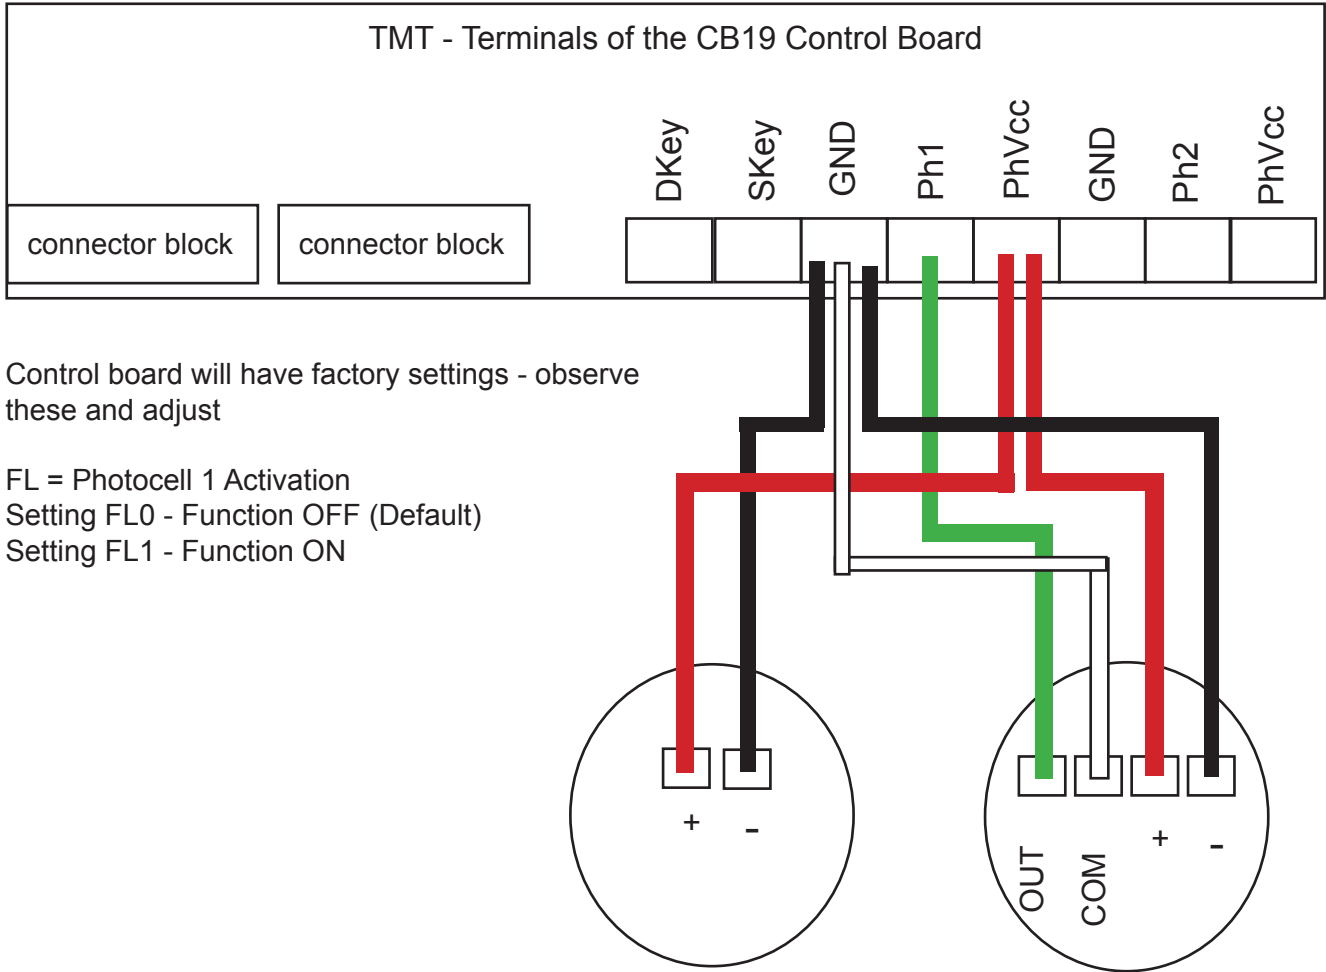 TMT - Terminals of the CB19 Control Board
DKey
SKey
GND
Ph1
PhVcc
GND
Ph2
PhVcc
connector block
connector block
Control board will have factory settings - observe
these and adjust
FL = Photocell 1 Activation
Setting FL0 - Function OFF (Default)
Setting FL1 - Function ON
+
-
OUT
COM
+
-